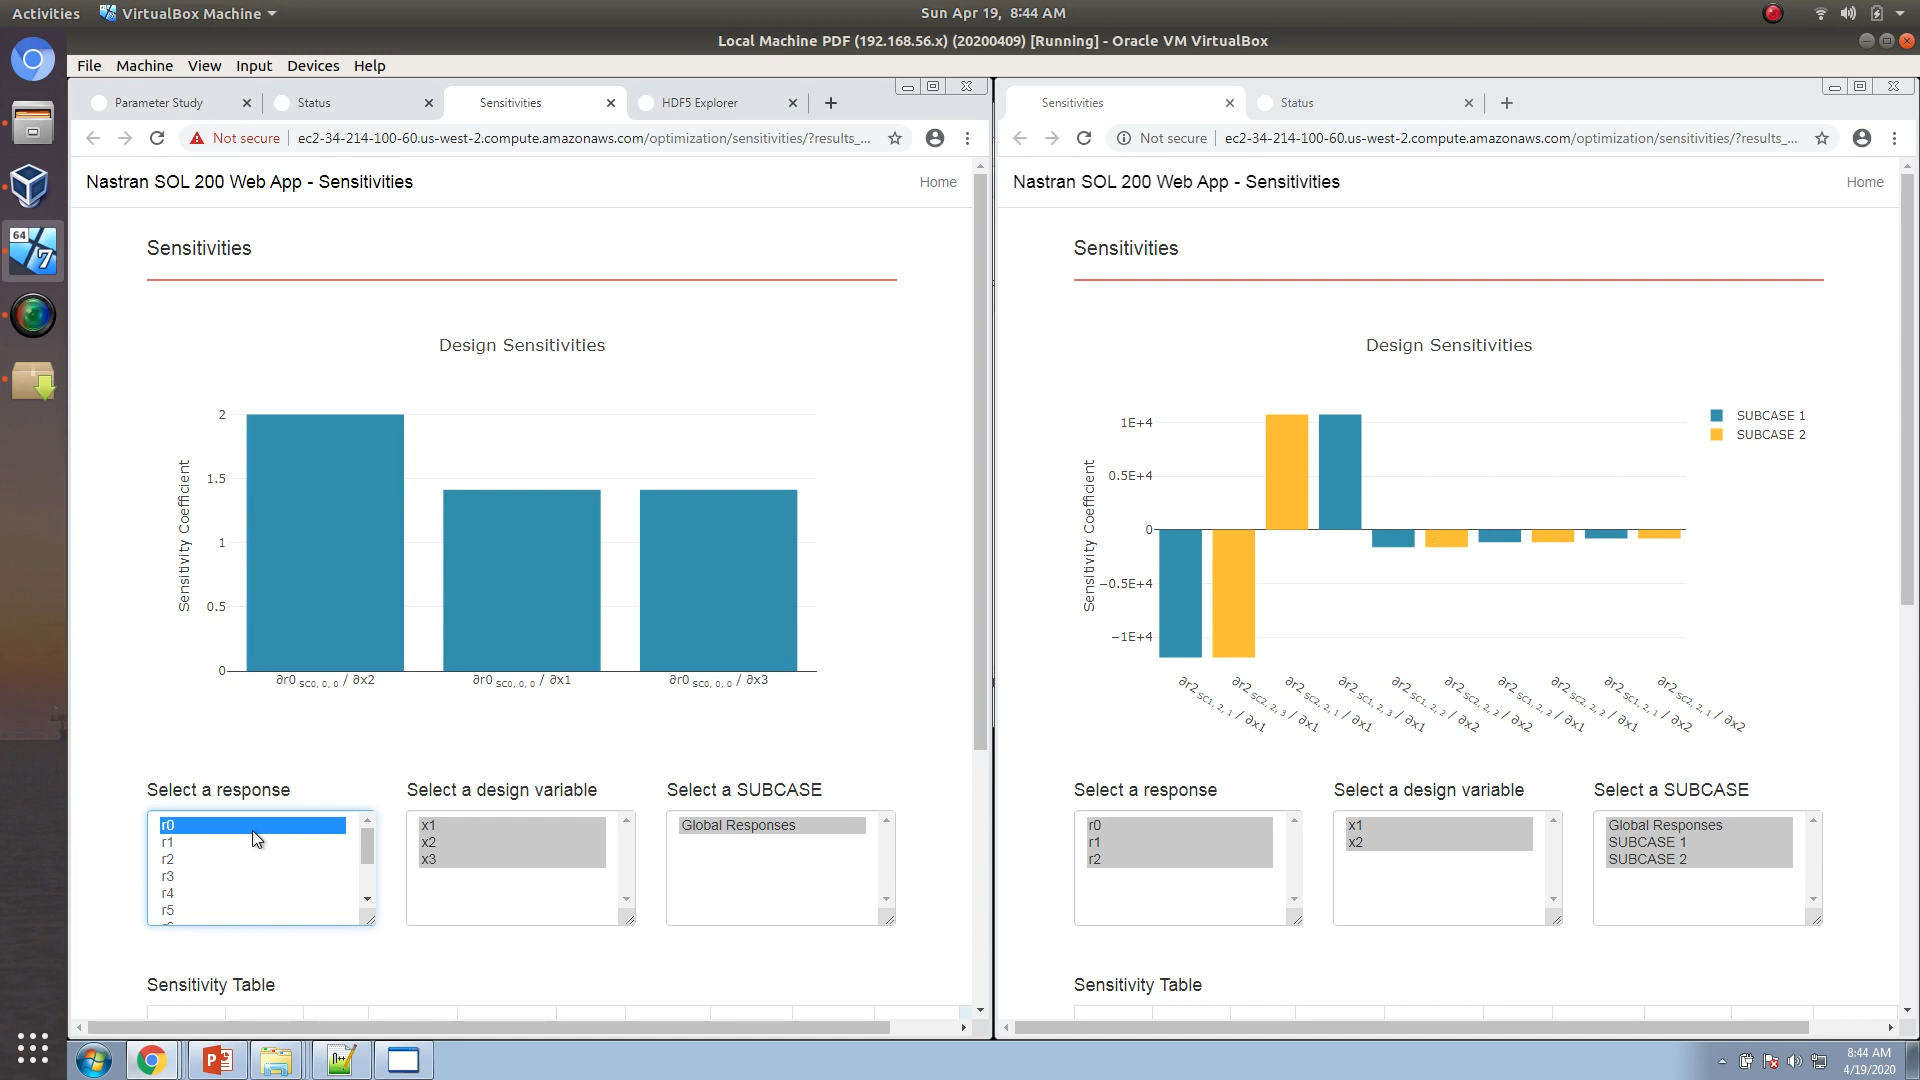 Activities VirtualBox Machine Sun Apr 19, 8:44 AM
Local Machine PDF (192.168.56.x) (20200409) [Running] - Oracle VM VirtualBox
File Machine View Input Devices Help
Parameter Study Status Sensitivities HDF5 Explorer
Not secure ec2-34-214-100-60.us-west-2.compute.amazonaws.com/optimization/sensitivities/?results_...
Nastran SOL 200 Web App - Sensitivities Home
Sensitivities
Design Sensitivities
Sensitivity Coefficient
2
1.5
1
0.5
0
∂r0 SC0, 0, 0 / ∂x2 ∂r0 SC0, 0, 0 / ∂x1 ∂r0 SC0, 0, 0 / ∂x3
Select a response Select a design variable Select a SUBCASE
r0 x1 Global Responses
r1 x2
r2 x3
r3
r4
r5
Sensitivity Table
Sensitivities Status
Not secure ec2-34-214-100-60.us-west-2.compute.amazonaws.com/optimization/sensitivities/?results_...
Nastran SOL 200 Web App - Sensitivities Home
Sensitivities
Design Sensitivities
SUBCASE 1
SUBCASE 2
Sensitivity Coefficient
1E+4
0.5E+4
0
−0.5E+4
−1E+4
∂r2 SC1, 2, 1 / ∂x1
∂r2 SC2, 2, 3 / ∂x1
∂r2 SC2, 2, 1 / ∂x1
∂r2 SC1, 2, 3 / ∂x1
∂r2 SC1, 2, 2 / ∂x2
∂r2 SC2, 2, 2 / ∂x2
∂r2 SC1, 2, 2 / ∂x1
∂r2 SC2, 2, 2 / ∂x1
∂r2 SC1, 2, 1 / ∂x2
∂r2 SC2, 2, 1 / ∂x2
Select a response Select a design variable Select a SUBCASE
r0 x1 Global Responses
r1 x2 SUBCASE 1
r2 SUBCASE 2
Sensitivity Table
64
7
8:44 AM
4/19/2020